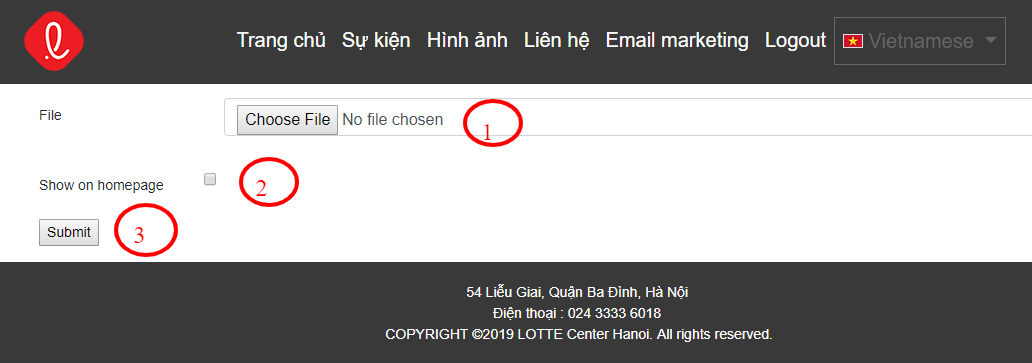 Trang chủ Sự kiện Hình ảnh Liên hệ Email marketing Logout Vietnamese
File Choose File No file chosen 1
Show on homepage 2
Submit 3
54 Liễu Giai, Quận Ba Đình, Hà Nội
Điện thoại : 024 3333 6018
COPYRIGHT ©2019 LOTTE Center Hanoi. All rights reserved.